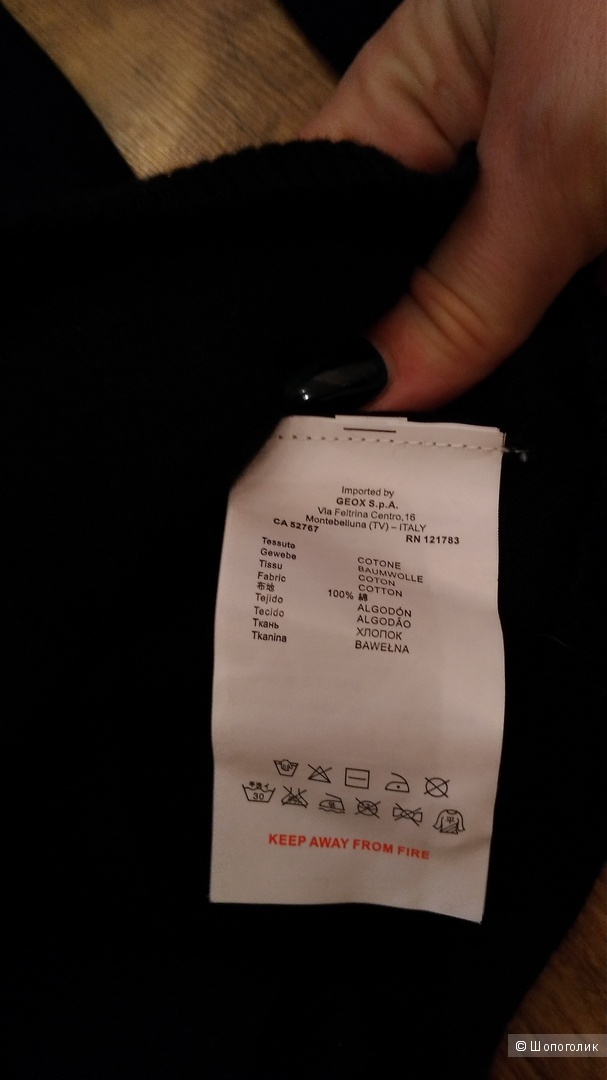 Imported by
GEOX S.p.A.
Via Feltrina Centro,16
Montebelluna (TV) – ITALY
CA 52767
RN 121783
Tessuto
Gewebe
Tissu
Fabric
布地
Tejido
Tecido
Ткань
Tkanina
100%
COTONE
BAUMWOLLE
COTON
COTTON
綿
ALGODÓN
ALGODÃO
ХЛОПОК
BAWEŁNA
30
平
KEEP AWAY FROM FIRE
© Шопоголик